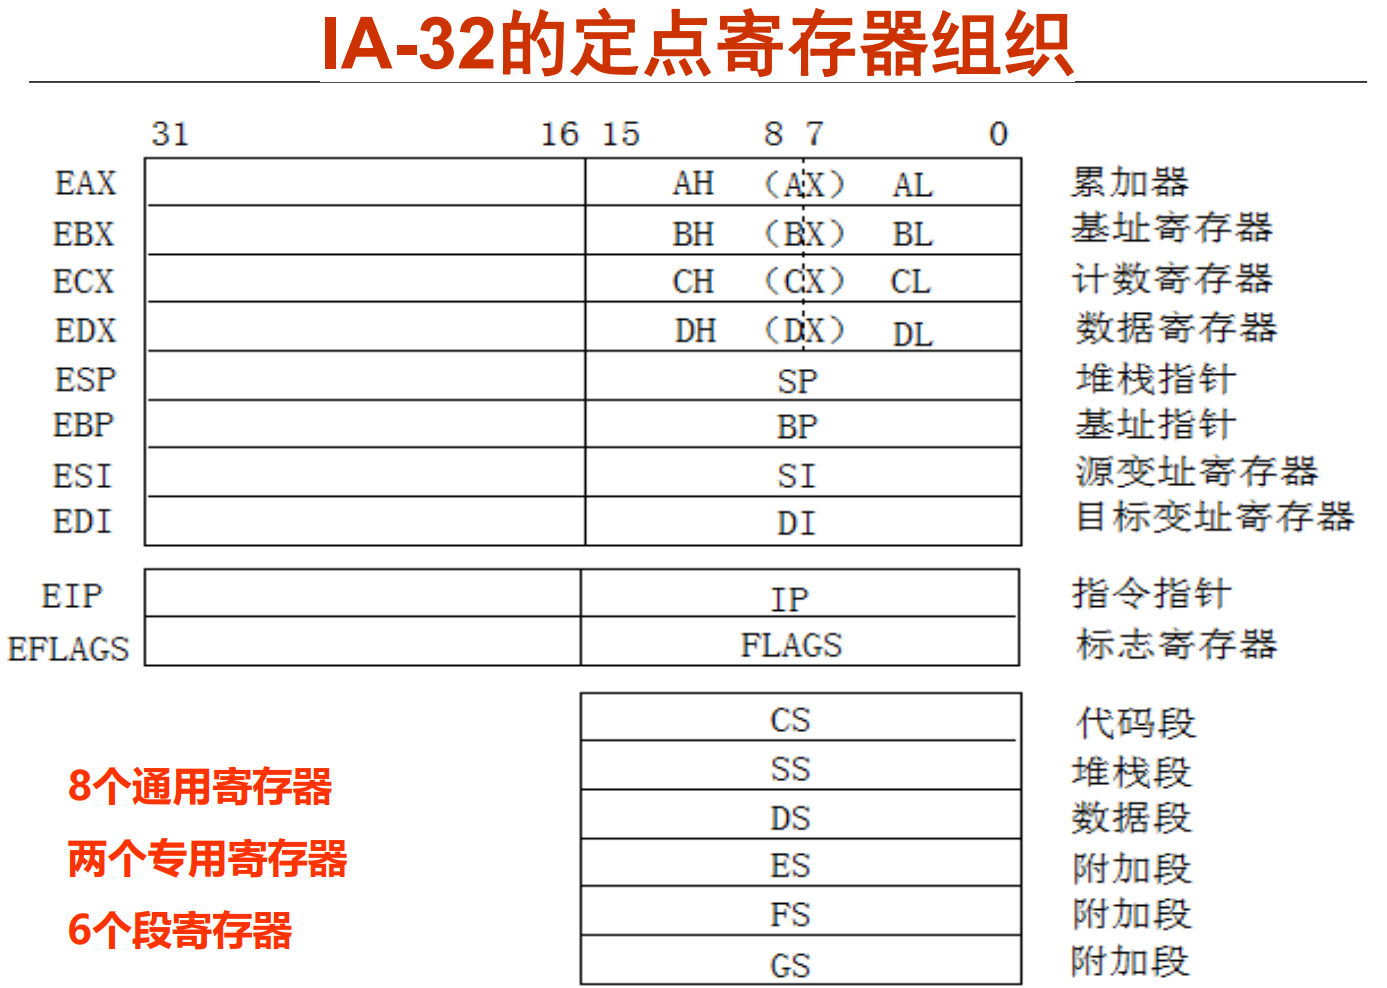 IA-32的定点寄存器组织
31 16 15 8 7 0
EAX AH （AX） AL 累加器
EBX BH （BX） BL 基址寄存器
ECX CH （CX） CL 计数寄存器
EDX DH （DX） DL 数据寄存器
ESP SP 堆栈指针
EBP BP 基址指针
ESI SI 源变址寄存器
EDI DI 目标变址寄存器
EIP IP 指令指针
EFLAGS FLAGS 标志寄存器
CS 代码段
SS 堆栈段
DS 数据段
ES 附加段
FS 附加段
GS 附加段
8个通用寄存器
两个专用寄存器
6个段寄存器